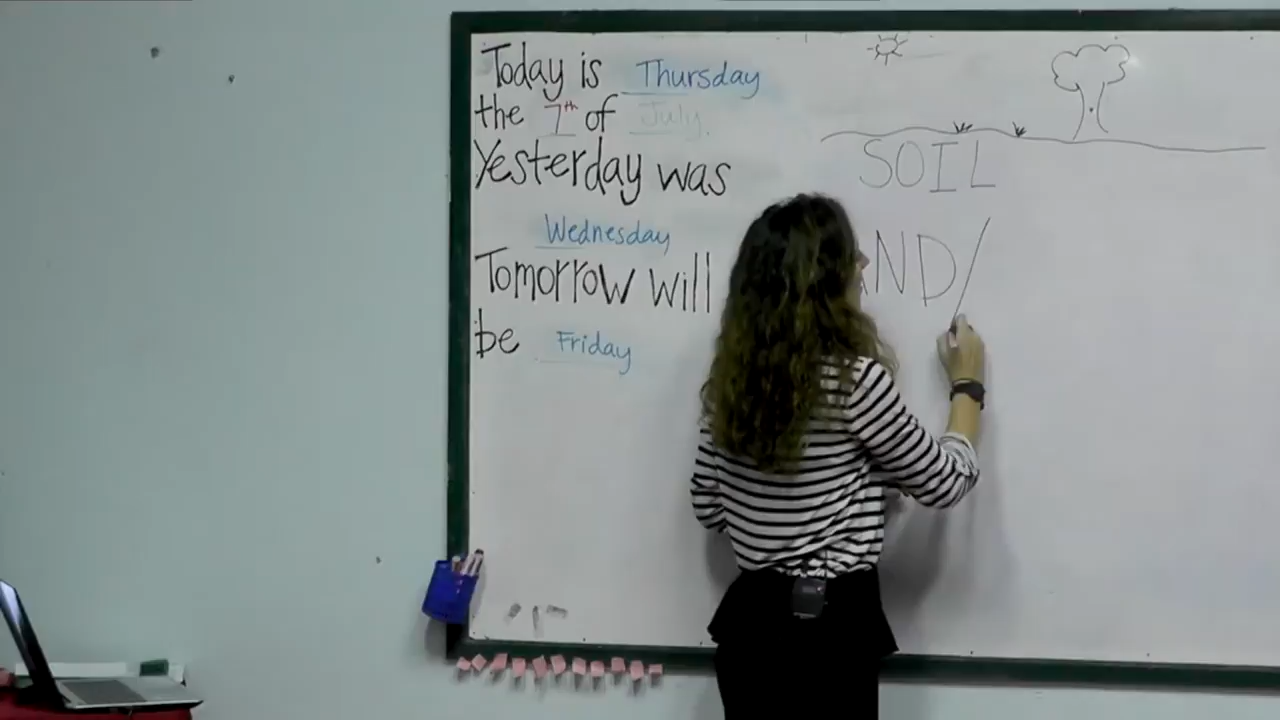 Today is Thursday
the 7th of July.
Yesterday was
Wednesday
Tomorrow will
be Friday
SOIL